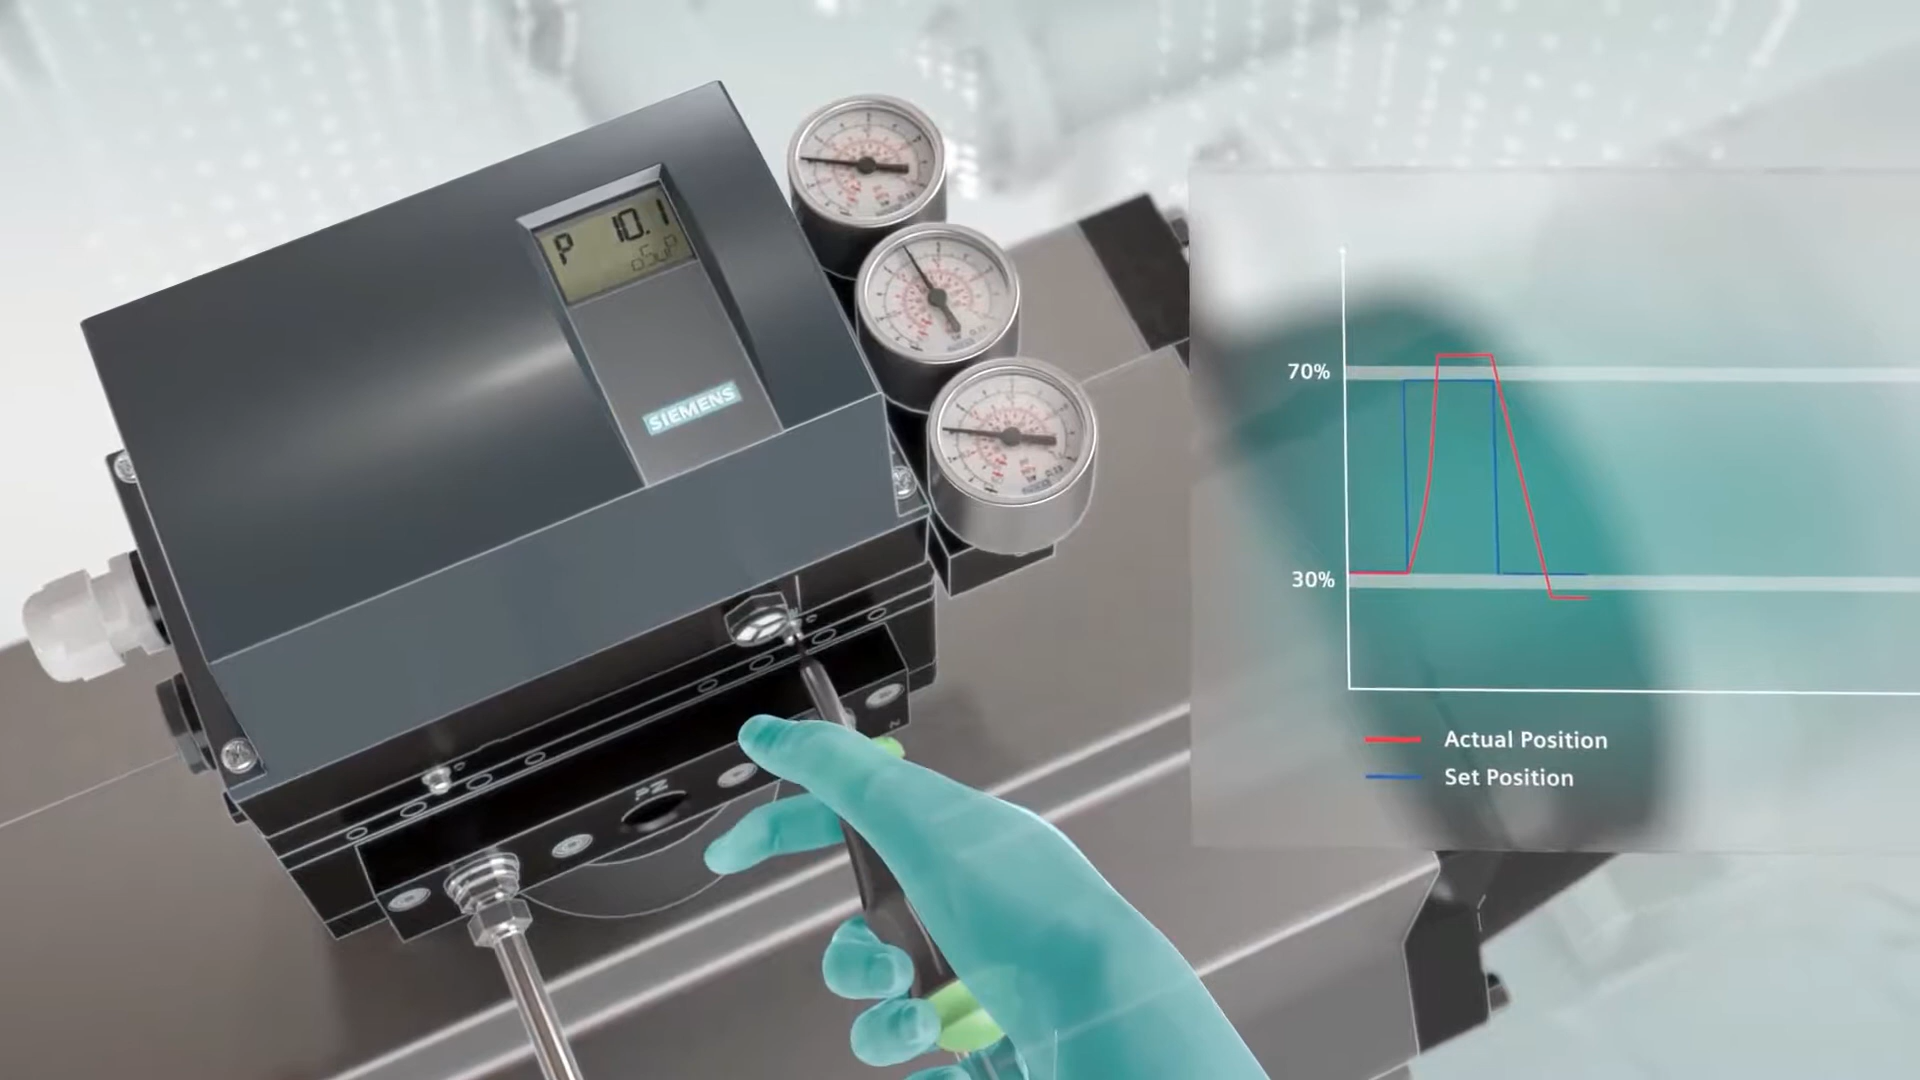 P 10.1
oSuP
SIEMENS
PZ
70%
30%
Actual Position
Set Position